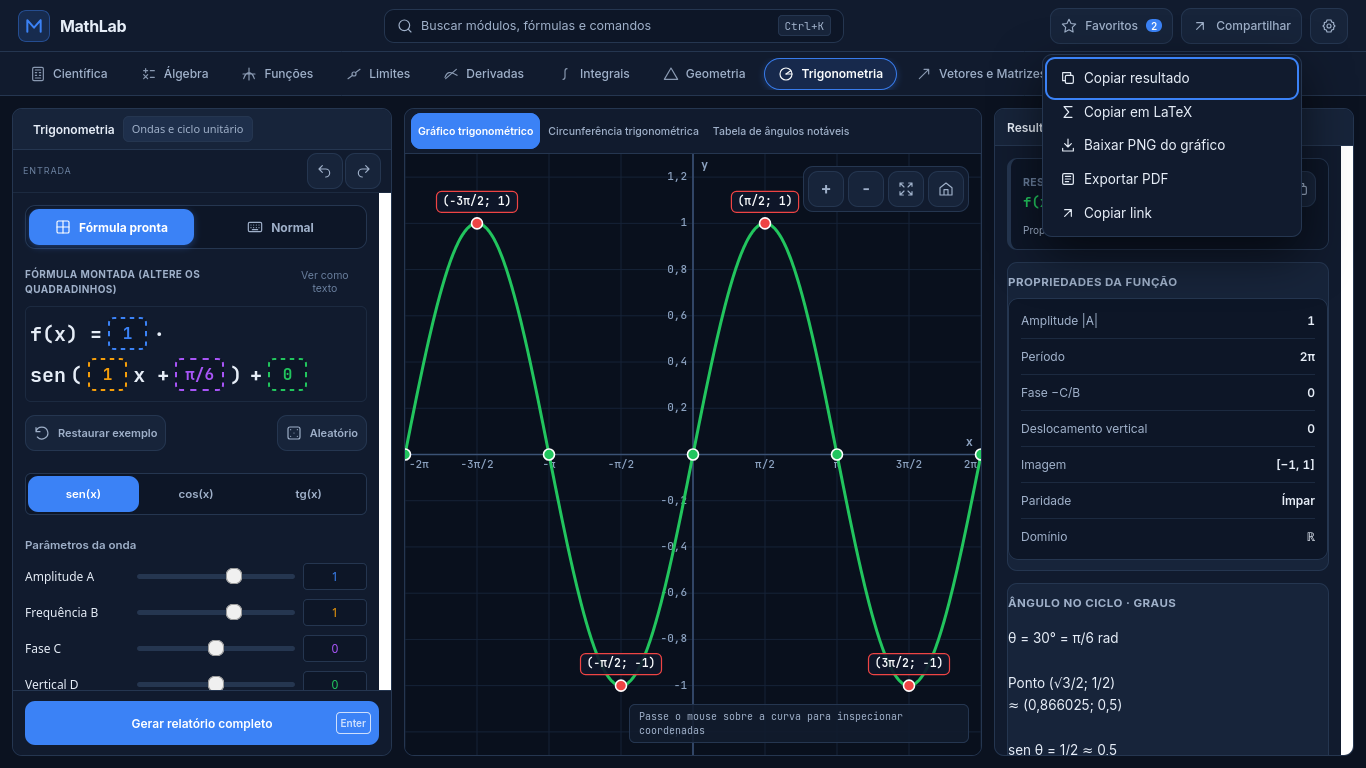 MathLab
Buscar módulos, fórmulas e comandos
Ctrl+K
Favoritos 2
Compartilhar
Científica
Álgebra
Funções
Limites
Derivadas
Integrais
Geometria
Trigonometria
Vetores e Matrizes
Copiar resultado
Copiar em LaTeX
Baixar PNG do gráfico
Exportar PDF
Copiar link
Trigonometria
Ondas e ciclo unitário
ENTRADA
Fórmula pronta
Normal
FÓRMULA MONTADA (ALTERE OS
QUADRADINHOS)
Ver como
texto
f(x) = 1 ·
sen( 1 x + π/6 ) + 0
Restaurar exemplo
Aleatório
sen(x)
cos(x)
tg(x)
Parâmetros da onda
Amplitude A
1
Frequência B
1
Fase C
0
Vertical D
0
Gerar relatório completo
Enter
Gráfico trigonométrico
Circunferência trigonométrica
Tabela de ângulos notáveis
+
-
y
1,2
1
0,8
0,6
0,4
0,2
-0,2
-0,4
-0,6
-0,8
-1
x
-2π
-3π/2
-π
-π/2
π/2
π
3π/2
2π
(-3π/2; 1)
(π/2; 1)
(-π/2; -1)
(3π/2; -1)
Passe o mouse sobre a curva para inspecionar
coordenadas
Result
RES
f(
Prop
PROPRIEDADES DA FUNÇÃO
Amplitude |A|
1
Período
2π
Fase −C/B
0
Deslocamento vertical
0
Imagem
[−1, 1]
Paridade
Ímpar
Domínio
ℝ
ÂNGULO NO CICLO · GRAUS
θ = 30° = π/6 rad
Ponto (√3/2; 1/2)
≈ (0,866025; 0,5)
sen θ = 1/2 ≈ 0,5